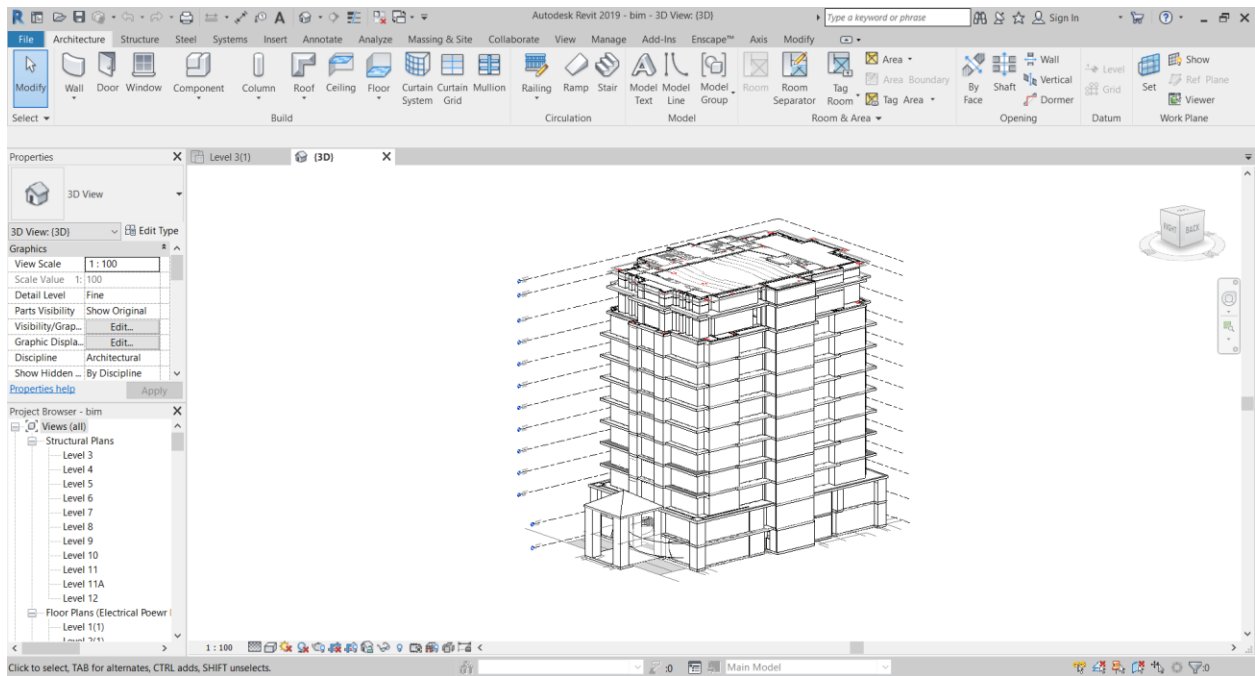 Autodesk Revit 2019 - bim - 3D View: {3D}
Type a keyword or phrase
Sign In
File Architecture Structure Steel Systems Insert Annotate Analyze Massing & Site Collaborate View Manage Add-Ins Enscape™ Axis Modify
Modify Wall Door Window Component Column Roof Ceiling Floor Curtain System Curtain Grid Mullion Railing Ramp Stair Model Text Model Line Model Group Room Room Separator Tag Room By Face Shaft Set
Area
Area Boundary
Tag Area
Wall
Vertical
Dormer
Level
Grid
Show
Ref Plane
Viewer
Select Build Circulation Model Room & Area Opening Datum Work Plane
Properties
Level 3(1) {3D}
3D View
3D View: {3D} Edit Type
Graphics
View Scale 1 : 100
Scale Value 1: 100
Detail Level Fine
Parts Visibility Show Original
Visibility/Grap... Edit...
Graphic Displa... Edit...
Discipline Architectural
Show Hidden ... By Discipline
Properties help Apply
Project Browser - bim
Views (all)
Structural Plans
Level 3
Level 4
Level 5
Level 6
Level 7
Level 8
Level 9
Level 10
Level 11
Level 11A
Level 12
Floor Plans (Electrical Poewr
Level 1(1)
Level 2(1)
RIGHT BACK
1 : 100
Click to select, TAB for alternates, CTRL adds, SHIFT unselects.
:0
Main Model
:0